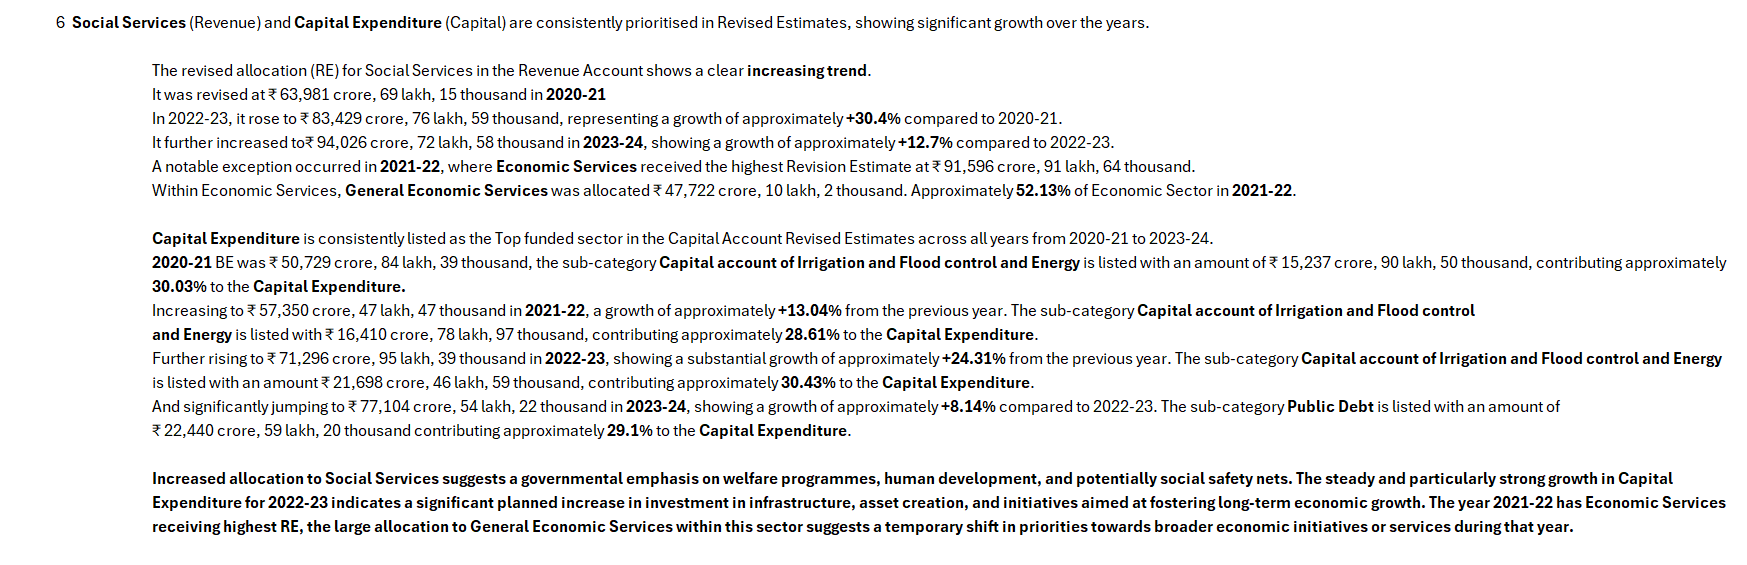 6 Social Services (Revenue) and Capital Expenditure (Capital) are consistently prioritised in Revised Estimates, showing significant growth over the years.
The revised allocation (RE) for Social Services in the Revenue Account shows a clear increasing trend.
It was revised at ₹ 63,981 crore, 69 lakh, 15 thousand in 2020-21
In 2022-23, it rose to ₹ 83,429 crore, 76 lakh, 59 thousand, representing a growth of approximately +30.4% compared to 2020-21.
It further increased to₹ 94,026 crore, 72 lakh, 58 thousand in 2023-24, showing a growth of approximately +12.7% compared to 2022-23.
A notable exception occurred in 2021-22, where Economic Services received the highest Revision Estimate at ₹ 91,596 crore, 91 lakh, 64 thousand.
Within Economic Services, General Economic Services was allocated ₹ 47,722 crore, 10 lakh, 2 thousand. Approximately 52.13% of Economic Sector in 2021-22.
Capital Expenditure is consistently listed as the Top funded sector in the Capital Account Revised Estimates across all years from 2020-21 to 2023-24.
2020-21 BE was ₹ 50,729 crore, 84 lakh, 39 thousand, the sub-category Capital account of Irrigation and Flood control and Energy is listed with an amount of ₹ 15,237 crore, 90 lakh, 50 thousand, contributing approximately
30.03% to the Capital Expenditure.
Increasing to ₹ 57,350 crore, 47 lakh, 47 thousand in 2021-22, a growth of approximately +13.04% from the previous year. The sub-category Capital account of Irrigation and Flood control
and Energy is listed with ₹ 16,410 crore, 78 lakh, 97 thousand, contributing approximately 28.61% to the Capital Expenditure.
Further rising to ₹ 71,296 crore, 95 lakh, 39 thousand in 2022-23, showing a substantial growth of approximately +24.31% from the previous year. The sub-category Capital account of Irrigation and Flood control and Energy
is listed with an amount ₹ 21,698 crore, 46 lakh, 59 thousand, contributing approximately 30.43% to the Capital Expenditure.
And significantly jumping to ₹ 77,104 crore, 54 lakh, 22 thousand in 2023-24, showing a growth of approximately +8.14% compared to 2022-23. The sub-category Public Debt is listed with an amount of
₹ 22,440 crore, 59 lakh, 20 thousand contributing approximately 29.1% to the Capital Expenditure.
Increased allocation to Social Services suggests a governmental emphasis on welfare programmes, human development, and potentially social safety nets. The steady and particularly strong growth in Capital
Expenditure for 2022-23 indicates a significant planned increase in investment in infrastructure, asset creation, and initiatives aimed at fostering long-term economic growth. The year 2021-22 has Economic Services
receiving highest RE, the large allocation to General Economic Services within this sector suggests a temporary shift in priorities towards broader economic initiatives or services during that year.